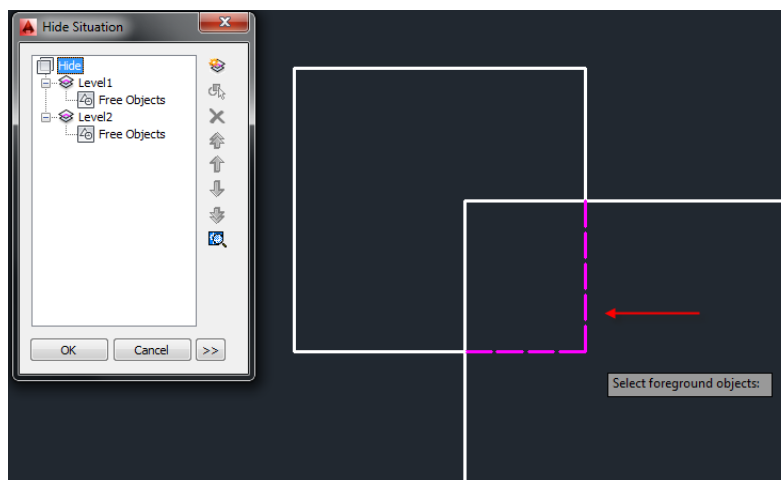 Hide Situation
Hide
Level1
Free Objects
Level2
Free Objects
OK
Cancel
>>
Select foreground objects: